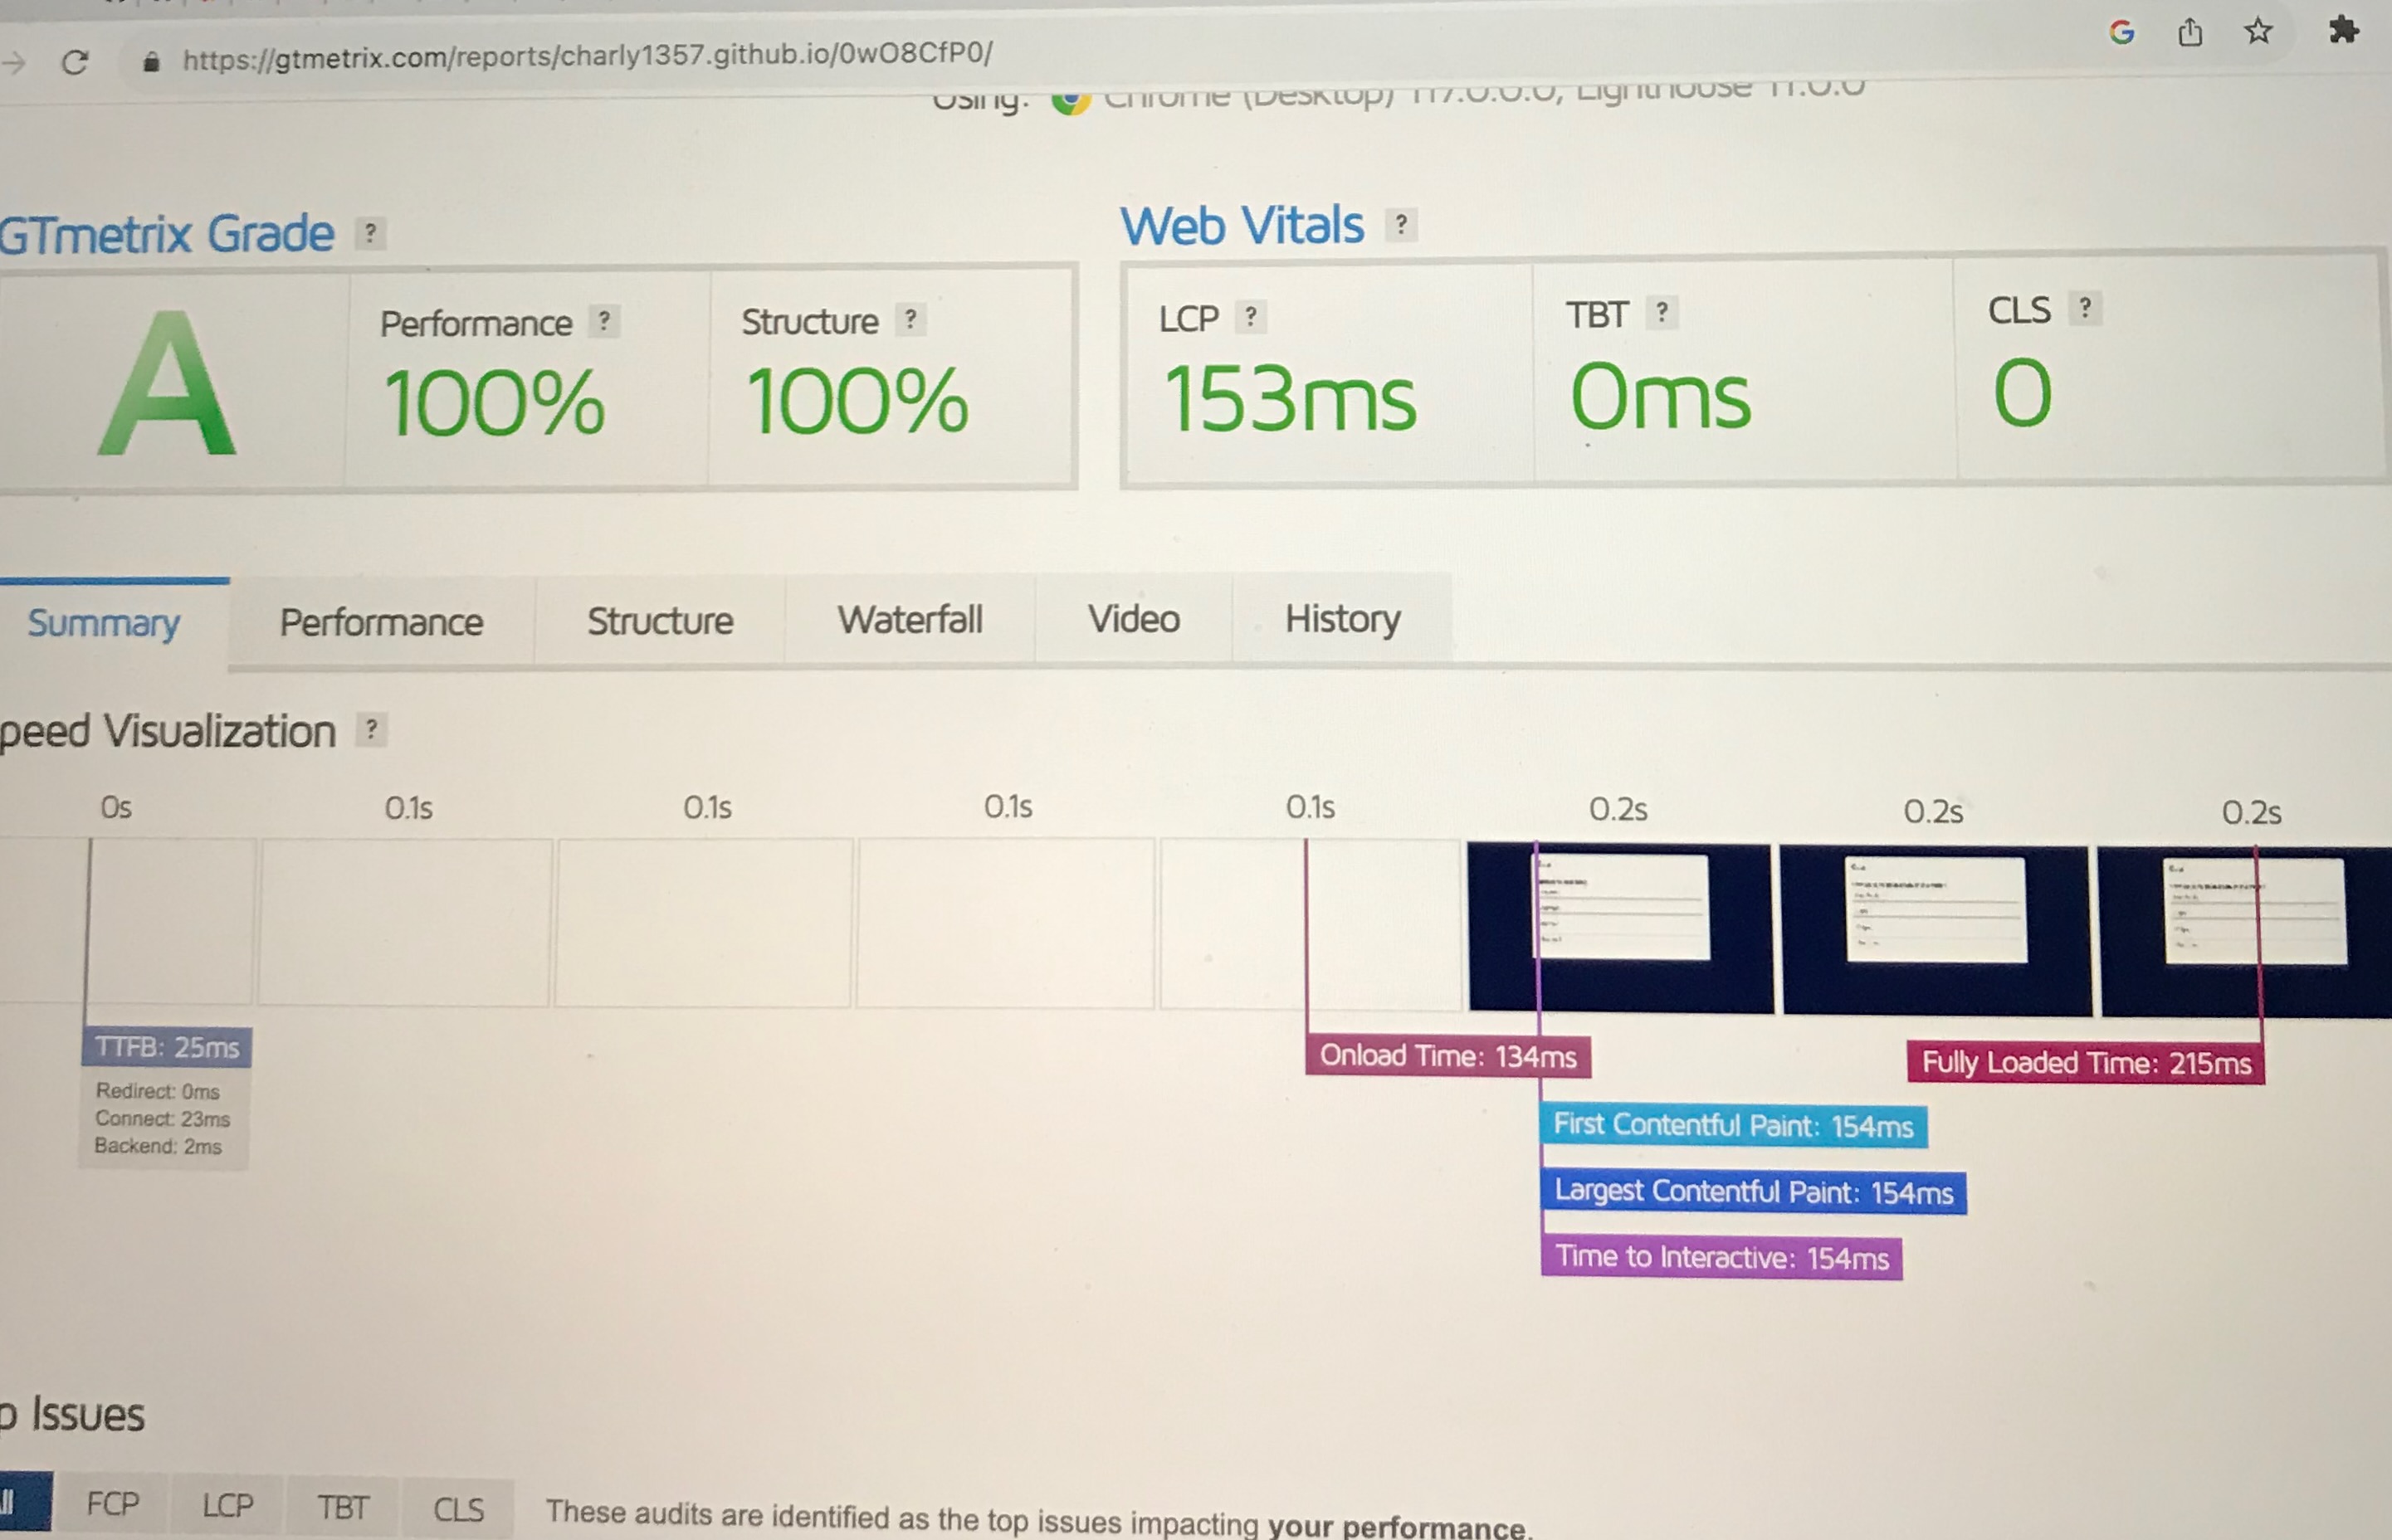 https://gtmetrix.com/reports/charly1357.github.io/0wO8CfP0/
Using: Chrome (Desktop) 117.0.0.0, Lighthouse 11.0.0
GTmetrix Grade ?
Web Vitals ?
A
Performance ?
100%
Structure ?
100%
LCP ?
153ms
TBT ?
0ms
CLS ?
0
Summary Performance Structure Waterfall Video History
peed Visualization ?
0s 0.1s 0.1s 0.1s 0.1s 0.2s 0.2s 0.2s
TTFB: 25ms
Redirect: 0ms
Connect: 23ms
Backend: 2ms
Onload Time: 134ms
Fully Loaded Time: 215ms
First Contentful Paint: 154ms
Largest Contentful Paint: 154ms
Time to Interactive: 154ms
p Issues
ll FCP LCP TBT CLS These audits are identified as the top issues impacting your performance.